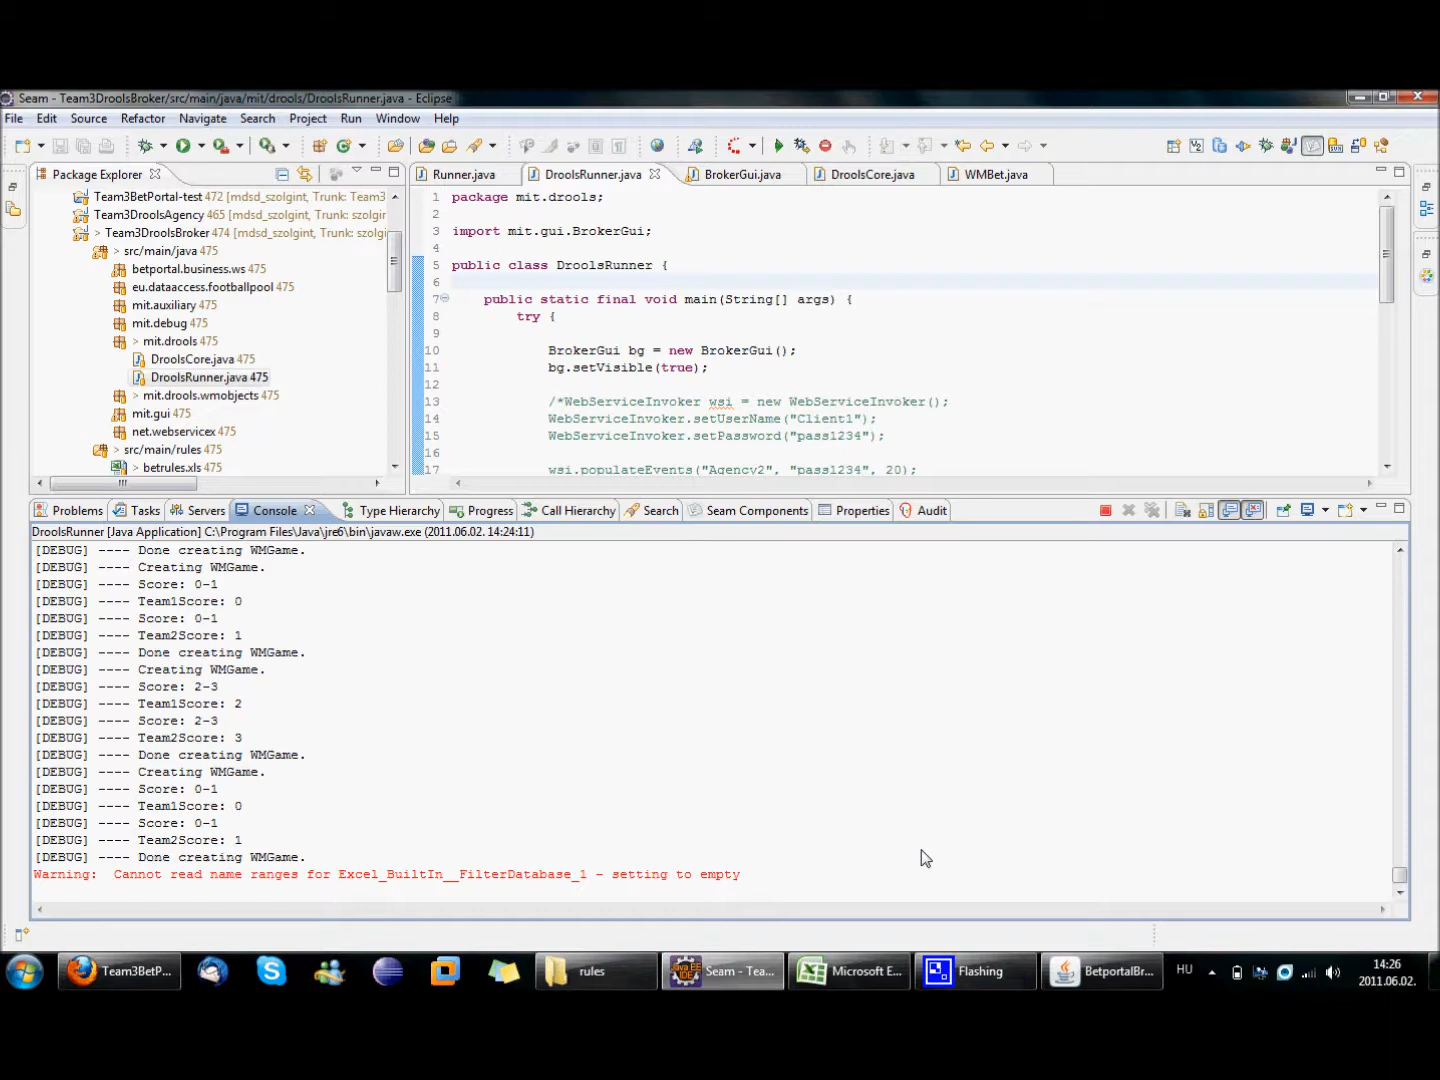 Seam - Team3DroolsBroker/src/main/java/mit/drools/DroolsRunner.java - Eclipse
File Edit Source Refactor Navigate Search Project Run Window Help
Package Explorer
Runner.java DroolsRunner.java BrokerGui.java DroolsCore.java WMBet.java
Team3BetPortal-test 472 [mdsd_szolgint, Trunk: Team3
Team3DroolsAgency 465 [mdsd_szolgint, Trunk: szolgin
> Team3DroolsBroker 474 [mdsd_szolgint, Trunk: szolgir
> src/main/java 475
betportal.business.ws 475
eu.dataaccess.footballpool 475
mit.auxiliary 475
mit.debug 475
> mit.drools 475
DroolsCore.java 475
DroolsRunner.java 475
> mit.drools.wmobjects 475
mit.gui 475
net.webservicex 475
> src/main/rules 475
> betrules.xls 475
1 package mit.drools;
2
3 import mit.gui.BrokerGui;
4
5 public class DroolsRunner {
6
7 public static final void main(String[] args) {
8 try {
9
10 BrokerGui bg = new BrokerGui();
11 bg.setVisible(true);
12
13 /*WebServiceInvoker wsi = new WebServiceInvoker();
14 WebServiceInvoker.setUserName("Client1");
15 WebServiceInvoker.setPassword("pass1234");
16
17 wsi.populateEvents("Agency2", "pass1234", 20);
Problems Tasks Servers Console Type Hierarchy Progress Call Hierarchy Search Seam Components Properties Audit
DroolsRunner [Java Application] C:\Program Files\Java\jre6\bin\javaw.exe (2011.06.02. 14:24:11)
[DEBUG] ---- Done creating WMGame.
[DEBUG] ---- Creating WMGame.
[DEBUG] ---- Score: 0-1
[DEBUG] ---- Team1Score: 0
[DEBUG] ---- Score: 0-1
[DEBUG] ---- Team2Score: 1
[DEBUG] ---- Done creating WMGame.
[DEBUG] ---- Creating WMGame.
[DEBUG] ---- Score: 2-3
[DEBUG] ---- Team1Score: 2
[DEBUG] ---- Score: 2-3
[DEBUG] ---- Team2Score: 3
[DEBUG] ---- Done creating WMGame.
[DEBUG] ---- Creating WMGame.
[DEBUG] ---- Score: 0-1
[DEBUG] ---- Team1Score: 0
[DEBUG] ---- Score: 0-1
[DEBUG] ---- Team2Score: 1
[DEBUG] ---- Done creating WMGame.
Warning: Cannot read name ranges for Excel_BuiltIn__FilterDatabase_1 - setting to empty
Team3BetP... rules Java EE IDE Seam - Tea... Microsoft E... Flashing BetportalBr... HU 14:26
2011.06.02.